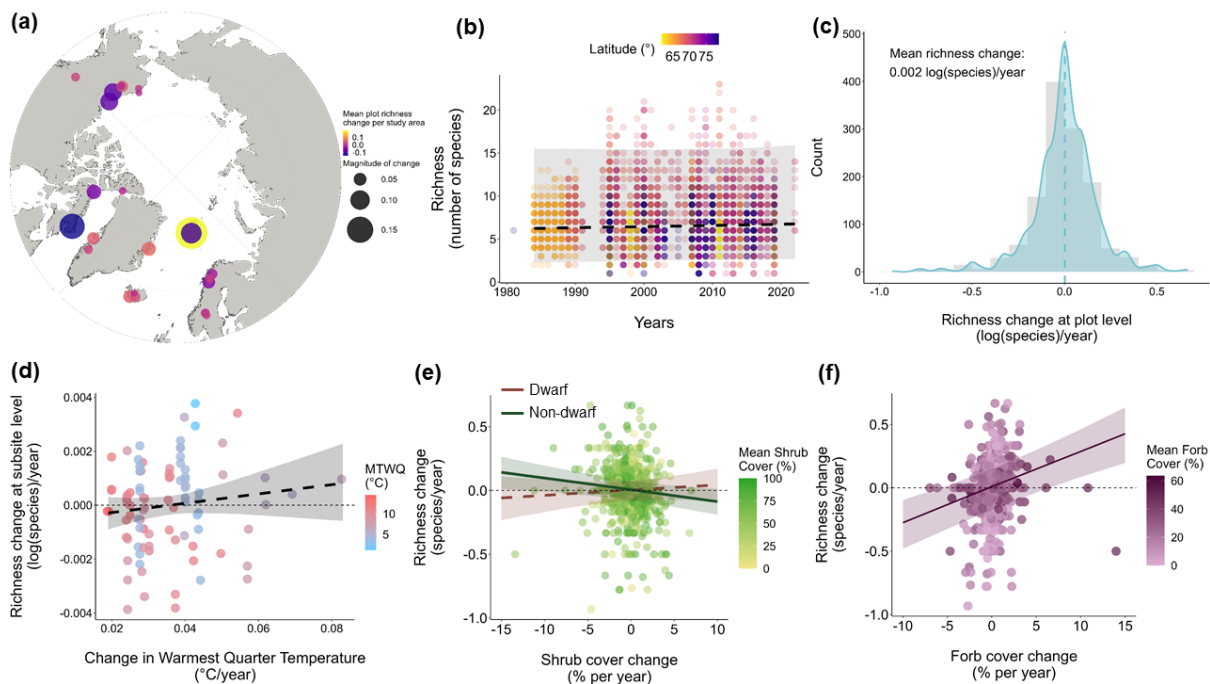 (a)
Mean plot richness
change per study area
0.1
0.0
-0.1
Magnitude of change
0.05
0.10
0.15
(b)
Latitude (°)
65 70 75
Richness
(number of species)
20
15
10
5
0
1980
1990
2000
2010
2020
Years
(c)
Mean richness change:
0.002 log(species)/year
Count
500
400
300
200
100
0
-1.0
-0.5
0.0
0.5
Richness change at plot level
(log(species)/year)
(d)
Richness change at subsite level
(log(species)/year)
0.004
0.002
0.000
-0.002
-0.004
0.02
0.04
0.06
0.08
Change in Warmest Quarter Temperature
(°C/year)
MTWQ
(°C)
10
5
(e)
Dwarf
Non-dwarf
Richness change
(species/year)
0.5
0.0
-0.5
-1.0
-15
-10
-5
0
5
10
Shrub cover change
(% per year)
Mean Shrub
Cover (%)
100
75
50
25
0
(f)
Richness change
(species/year)
0.5
0.0
-0.5
-1.0
-10
-5
0
5
10
15
Forb cover change
(% per year)
Mean Forb
Cover (%)
60
40
20
0